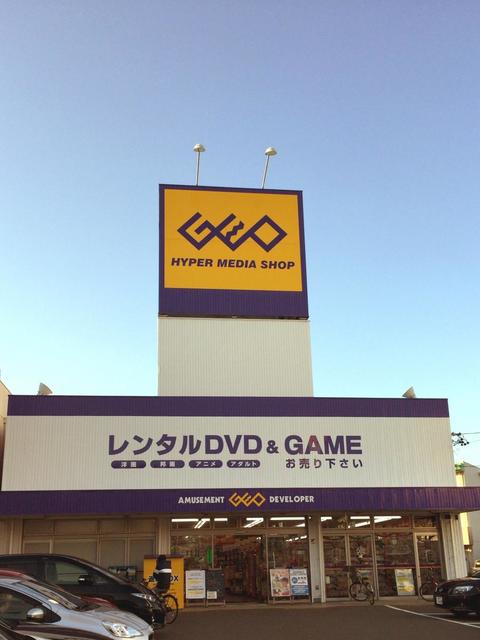 GEO
HYPER MEDIA SHOP
レンタルDVD & GAME
洋画 邦画 アニメ アダルト お売り下さい
AMUSEMENT GEO DEVELOPER